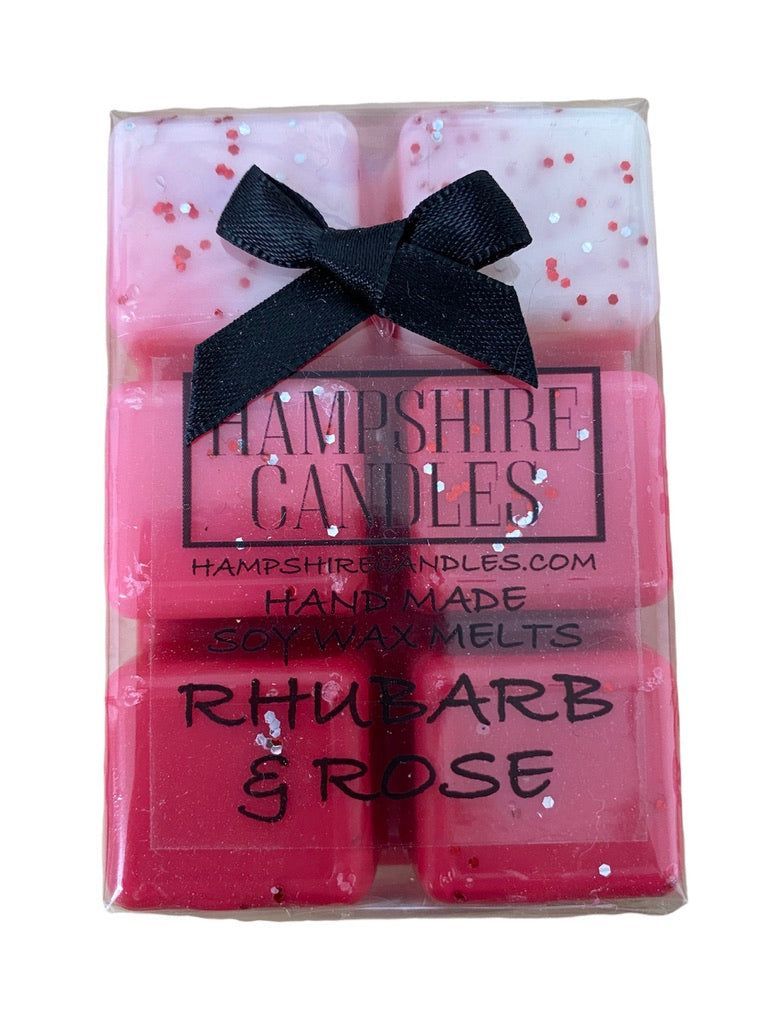 HAMPSHIRE
CANDLES
HAMPSHIRECANDLES.COM
HAND MADE
SOY WAX MELTS
RHUBARB
& ROSE